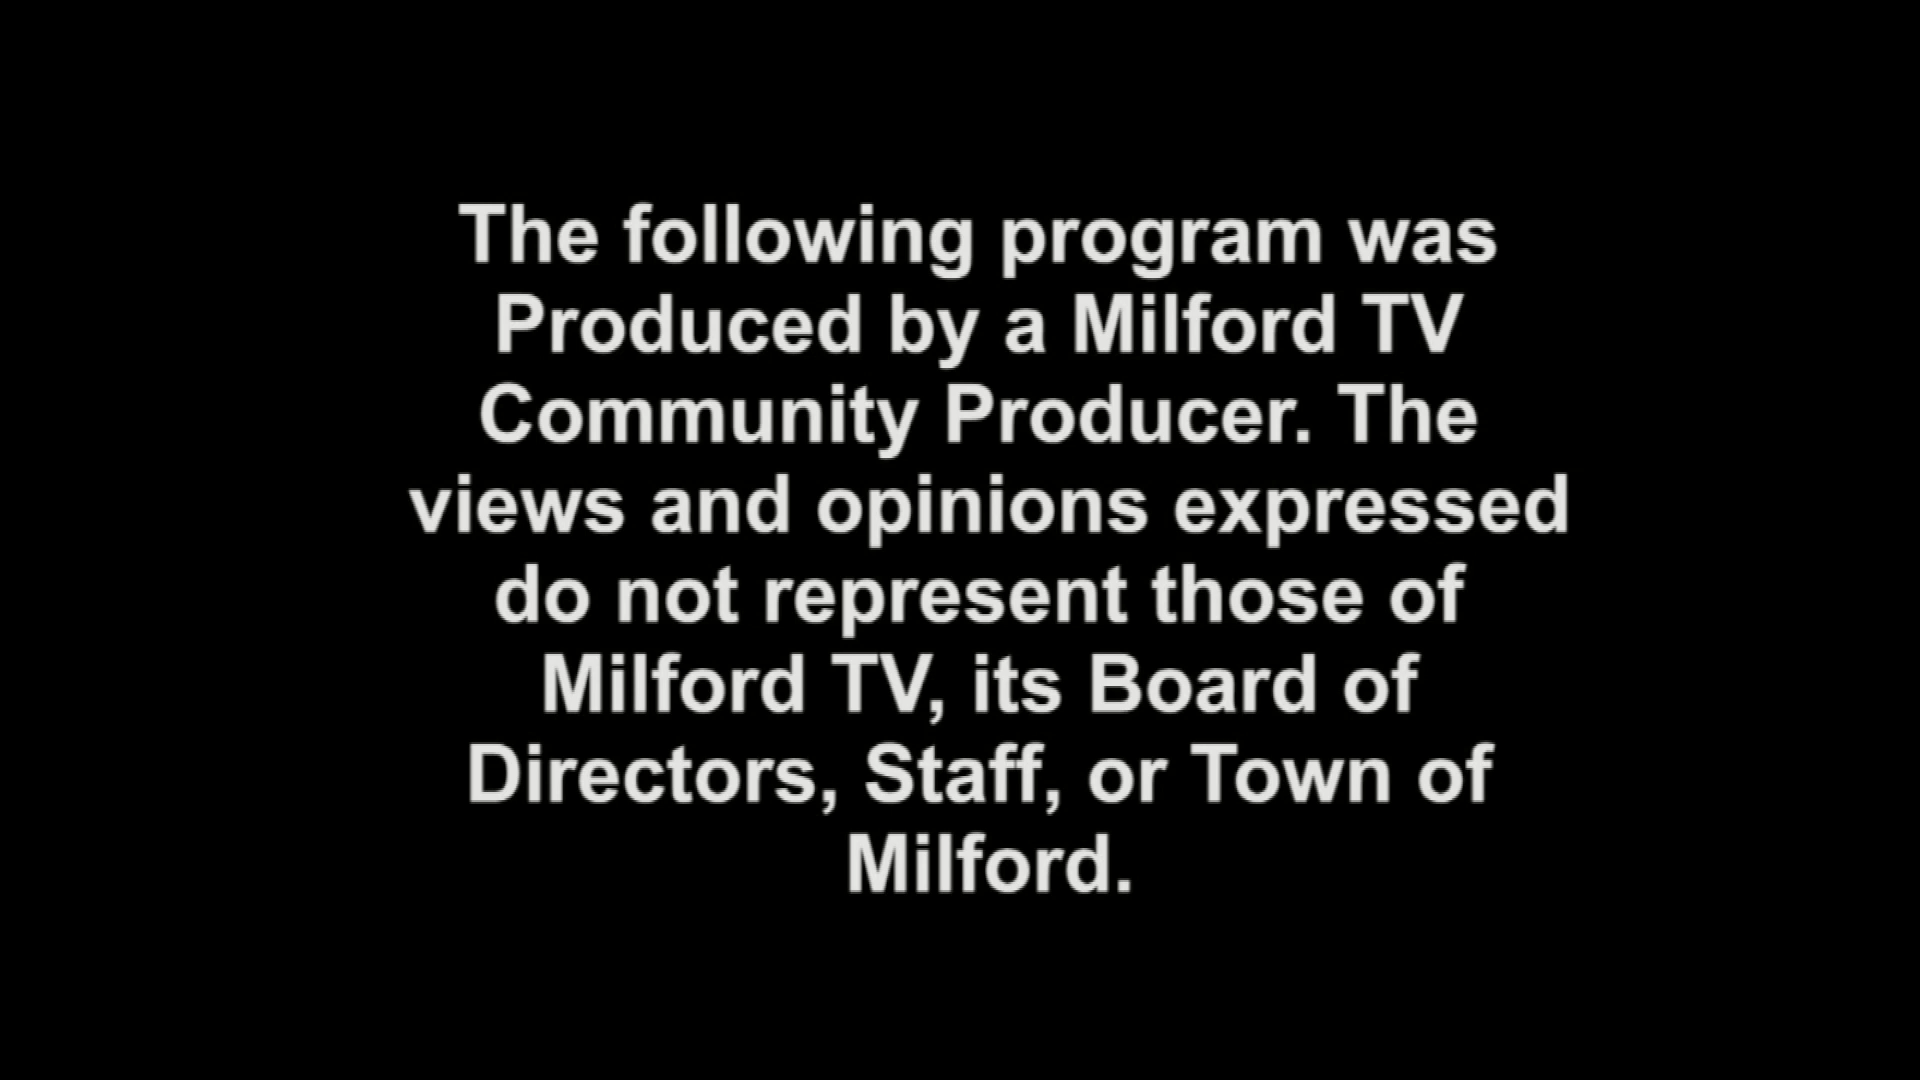 The following program was
Produced by a Milford TV
Community Producer. The
views and opinions expressed
do not represent those of
Milford TV, its Board of
Directors, Staff, or Town of
Milford.